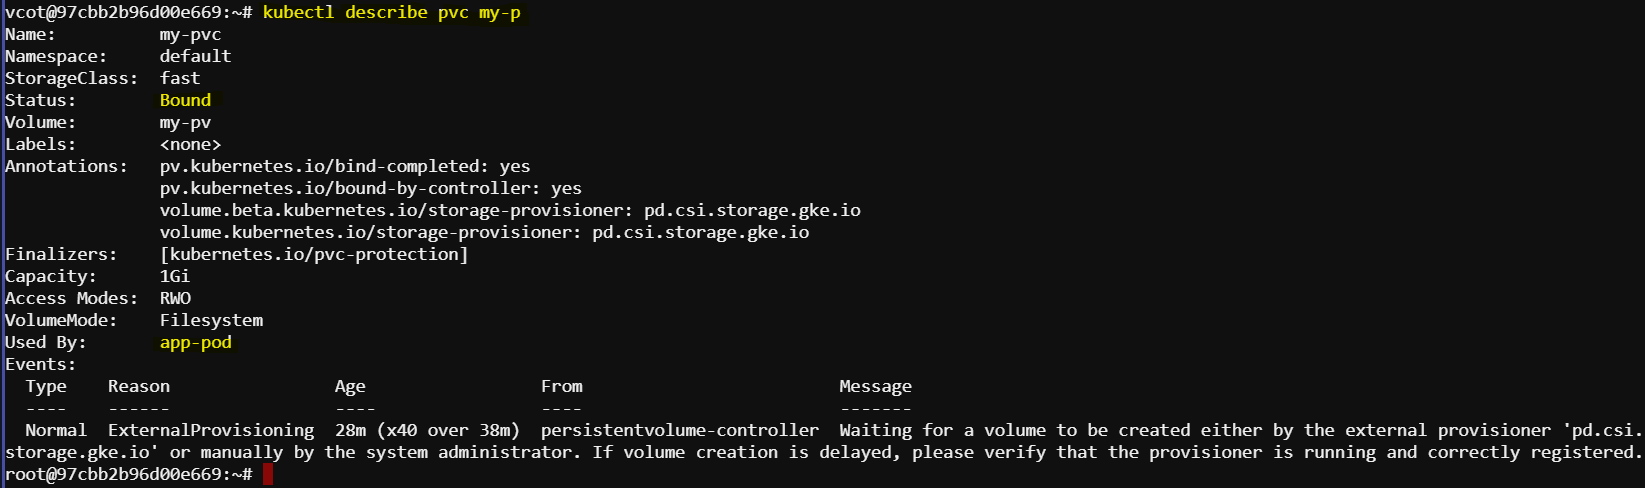 vcot@97cbb2b96d00e669:~# kubectl describe pvc my-p
Name:          my-pvc
Namespace:     default
StorageClass:  fast
Status:        Bound
Volume:        my-pv
Labels:        <none>
Annotations:   pv.kubernetes.io/bind-completed: yes
               pv.kubernetes.io/bound-by-controller: yes
               volume.beta.kubernetes.io/storage-provisioner: pd.csi.storage.gke.io
               volume.kubernetes.io/storage-provisioner: pd.csi.storage.gke.io
Finalizers:    [kubernetes.io/pvc-protection]
Capacity:      1Gi
Access Modes:  RWO
VolumeMode:    Filesystem
Used By:       app-pod
Events:
  Type    Reason                Age                 From                         Message
  ----    ------                ----                ----                         -------
  Normal  ExternalProvisioning  28m (x40 over 38m)  persistentvolume-controller  Waiting for a volume to be created either by the external provisioner 'pd.csi.
storage.gke.io' or manually by the system administrator. If volume creation is delayed, please verify that the provisioner is running and correctly registered.
root@97cbb2b96d00e669:~#